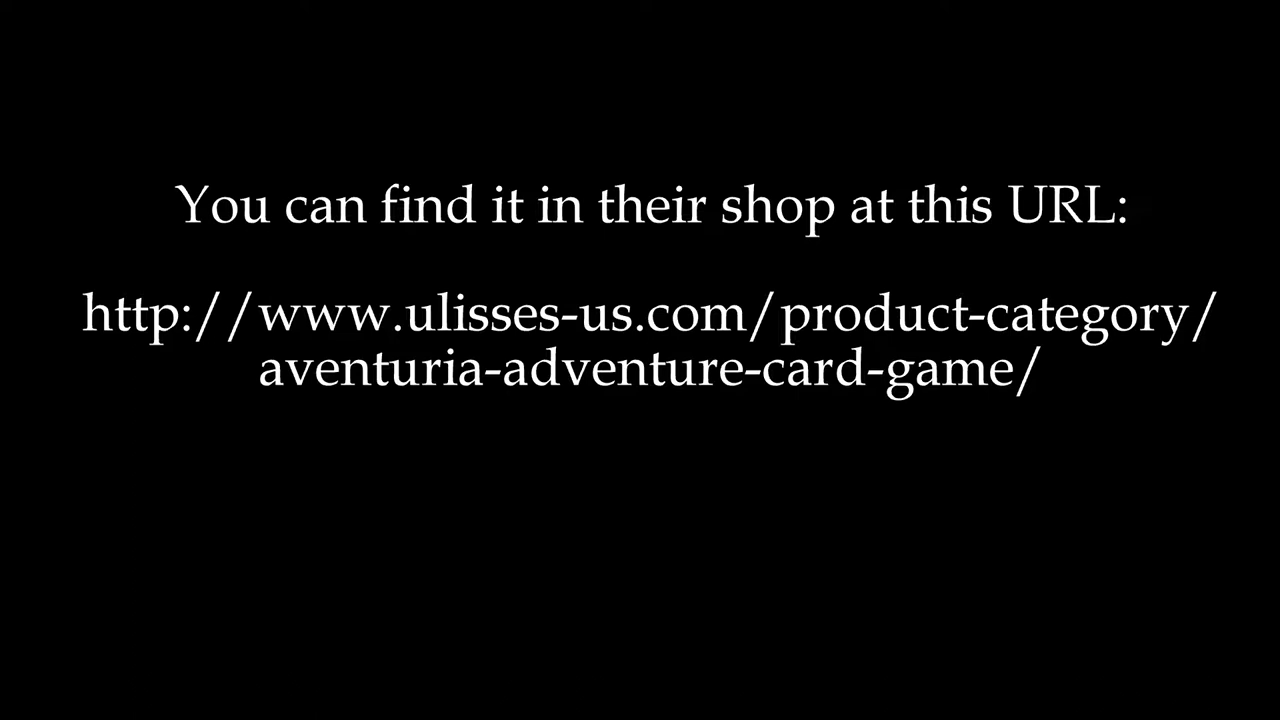 You can find it in their shop at this URL:
http://www.ulisses-us.com/product-category/
aventuria-adventure-card-game/